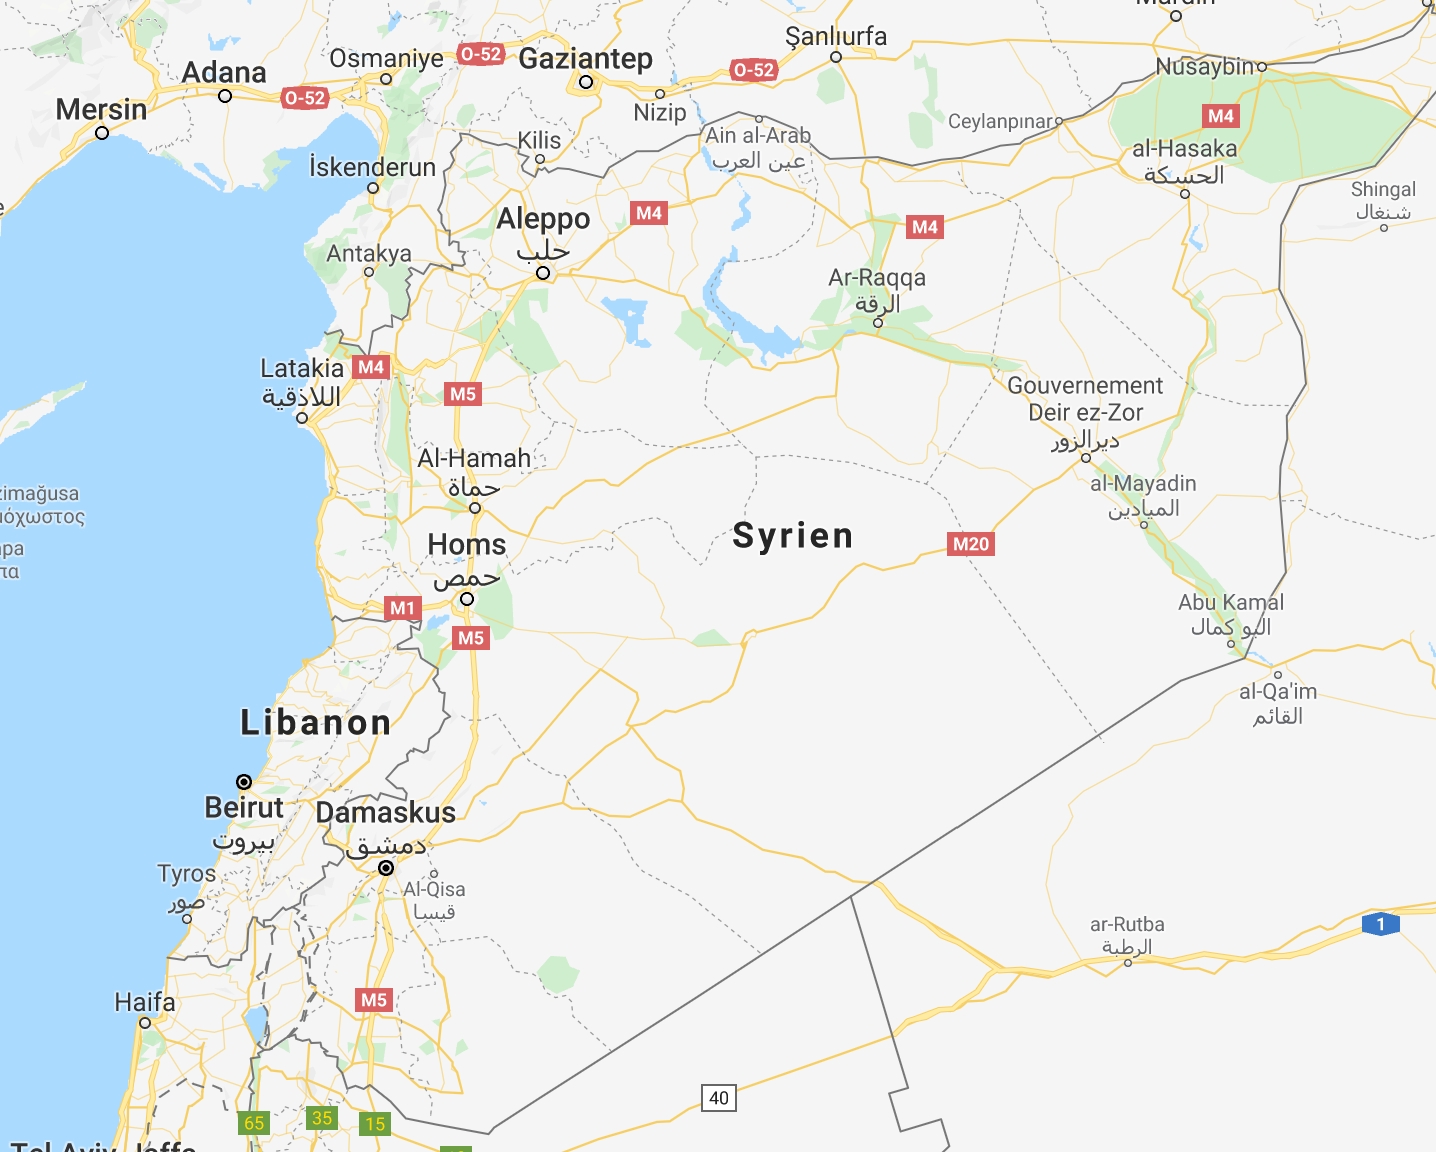 Mardin
Şanlıurfa
Osmaniye
O-52
Gaziantep
O-52
Adana
O-52
Nusaybin
Mersin
Nizip
M4
Ceylanpınar
Ain al-Arab
عين العرب
Kilis
al-Hasaka
الحسكة
İskenderun
Shingal
شنغال
Aleppo
حلب
M4
M4
Antakya
Ar-Raqqa
الرقة
Latakia
اللاذقية
M4
M5
Gouvernement
Deir ez-Zor
ديرالزور
Al-Hamah
حماة
al-Mayadin
الميادين
zimağusa
μόχωστος
Syrien
Homs
حمص
M20
M1
M5
Abu Kamal
البو كمال
al-Qa'im
القائم
Libanon
Beirut
بيروت
Damaskus
دمشق
Tyros
صور
Al-Qisa
قيسا
ar-Rutba
الرطبة
1
Haifa
M5
40
65
35
15
Tel Aviv-Jaffa